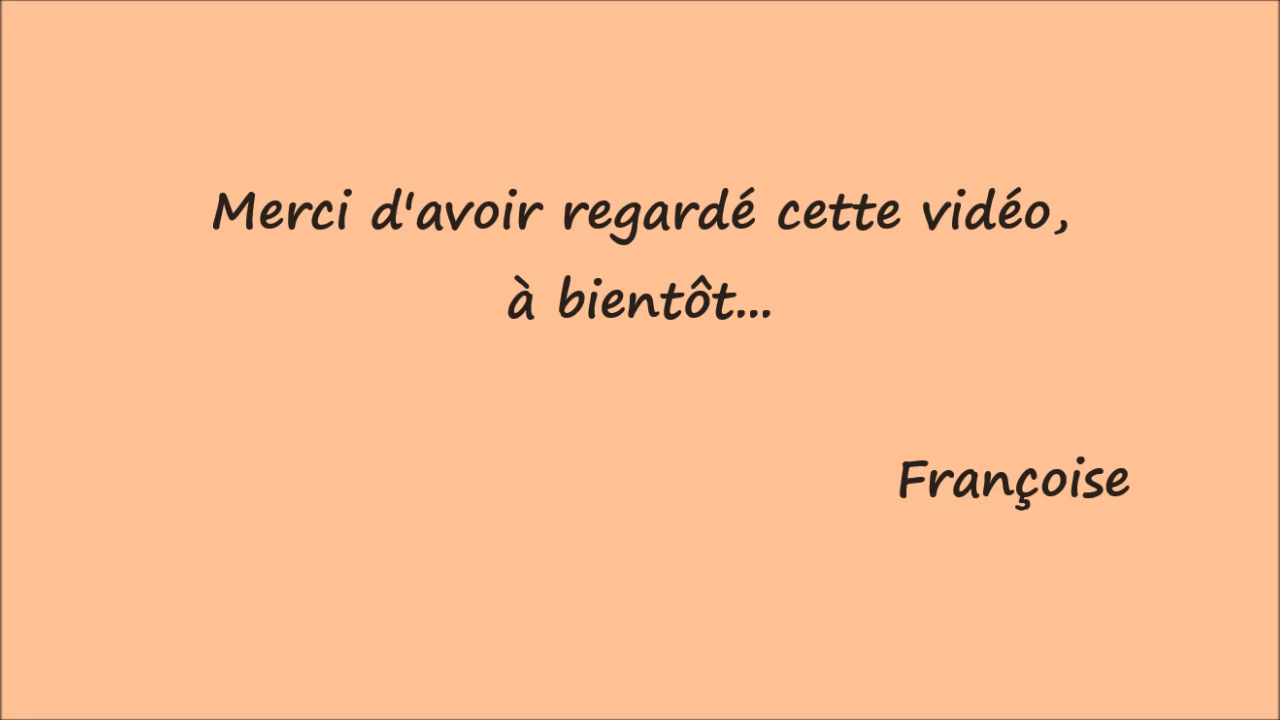 Merci d'avoir regardé cette vidéo,
à bientôt...
Françoise